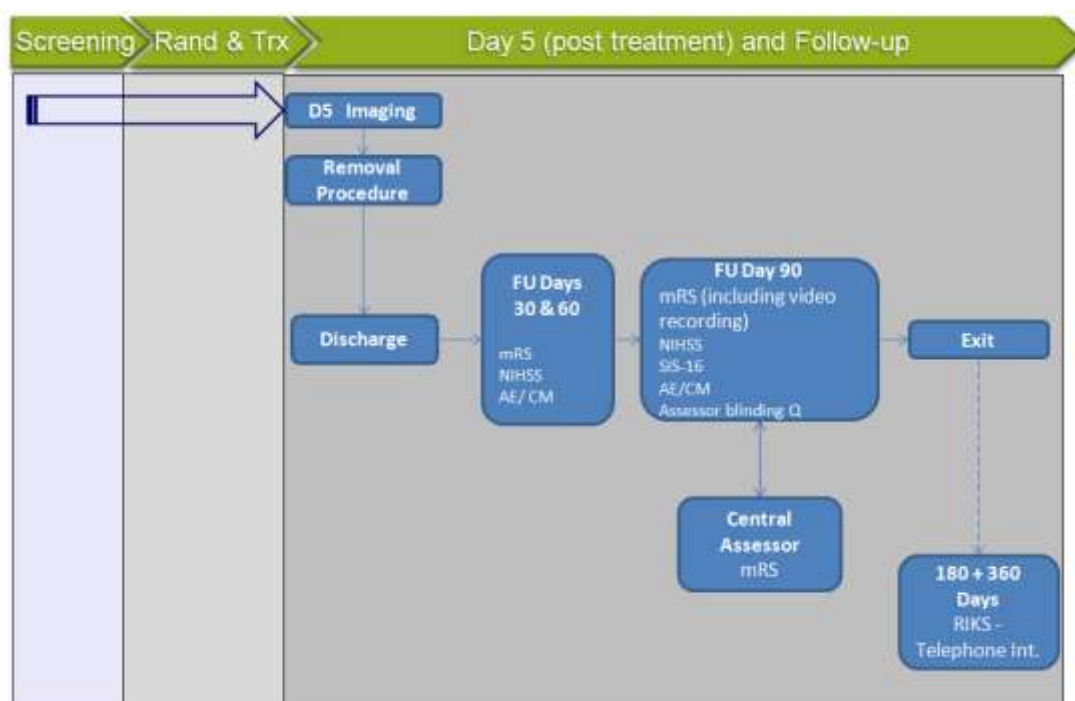 Screening
Rand & Trx
Day 5 (post treatment) and Follow-up
D5 Imaging
Removal
Procedure
Discharge
FU Days
30 & 60
mRS
NIHSS
AE/ CM
FU Day 90
mRS (including video
recording)
NIHSS
SIS-16
AE/CM
Assessor blinding Q
Exit
Central
Assessor
mRS
180 + 360
Days
RIKS -
Telephone Int.